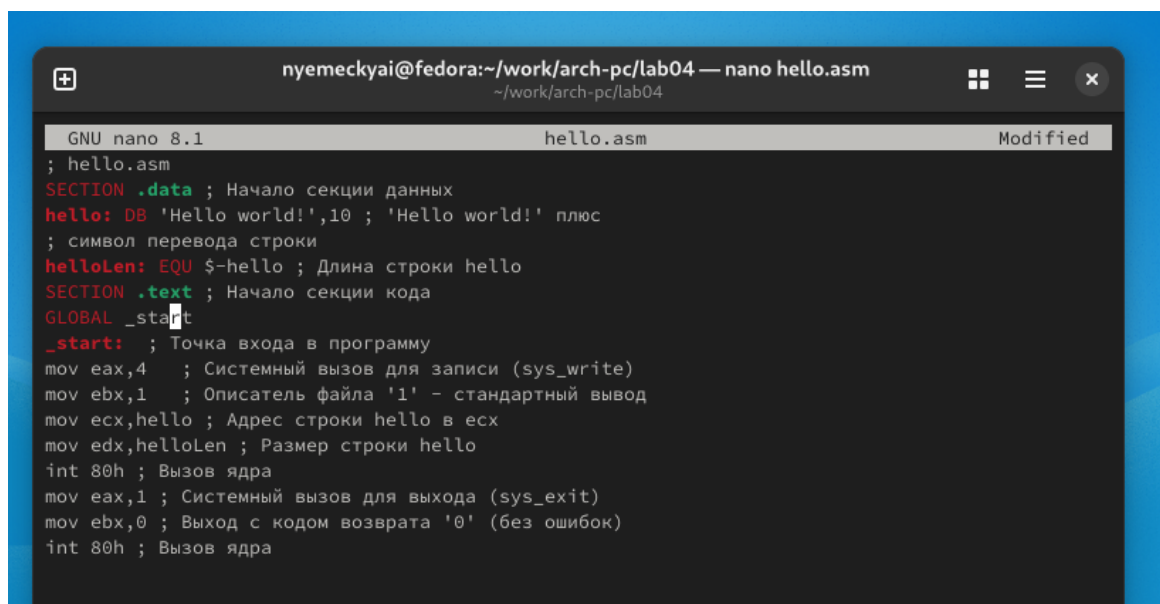 nyemeckyai@fedora:~/work/arch-pc/lab04 — nano hello.asm
~/work/arch-pc/lab04
GNU nano 8.1 hello.asm Modified
; hello.asm
SECTION .data ; Начало секции данных
hello: DB 'Hello world!',10 ; 'Hello world!' плюс
; символ перевода строки
helloLen: EQU $-hello ; Длина строки hello
SECTION .text ; Начало секции кода
GLOBAL _start
_start:  ; Точка входа в программу
mov eax,4   ; Системный вызов для записи (sys_write)
mov ebx,1   ; Описатель файла '1' - стандартный вывод
mov ecx,hello ; Адрес строки hello в ecx
mov edx,helloLen ; Размер строки hello
int 80h ; Вызов ядра
mov eax,1 ; Системный вызов для выхода (sys_exit)
mov ebx,0 ; Выход с кодом возврата '0' (без ошибок)
int 80h ; Вызов ядра